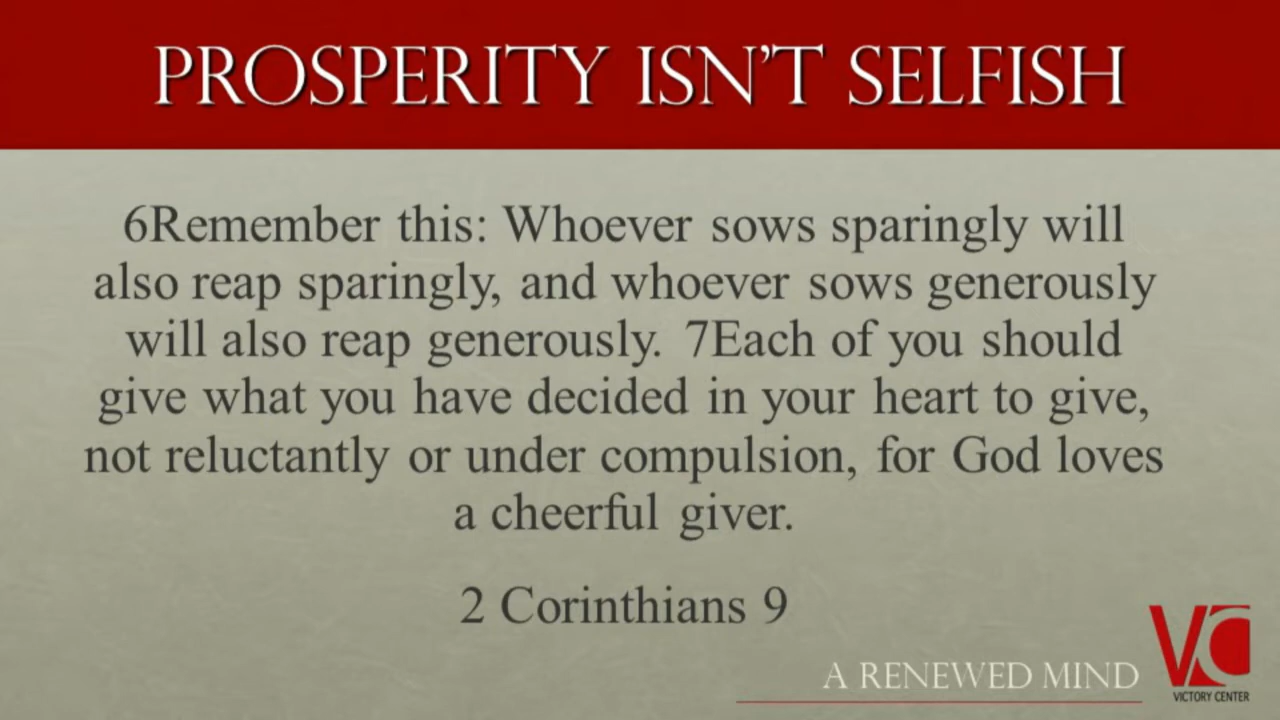 PROSPERITY ISN'T SELFISH
6Remember this: Whoever sows sparingly will
also reap sparingly, and whoever sows generously
will also reap generously. 7Each of you should
give what you have decided in your heart to give,
not reluctantly or under compulsion, for God loves
a cheerful giver.
2 Corinthians 9
A RENEWED MIND
VC
VICTORY CENTER